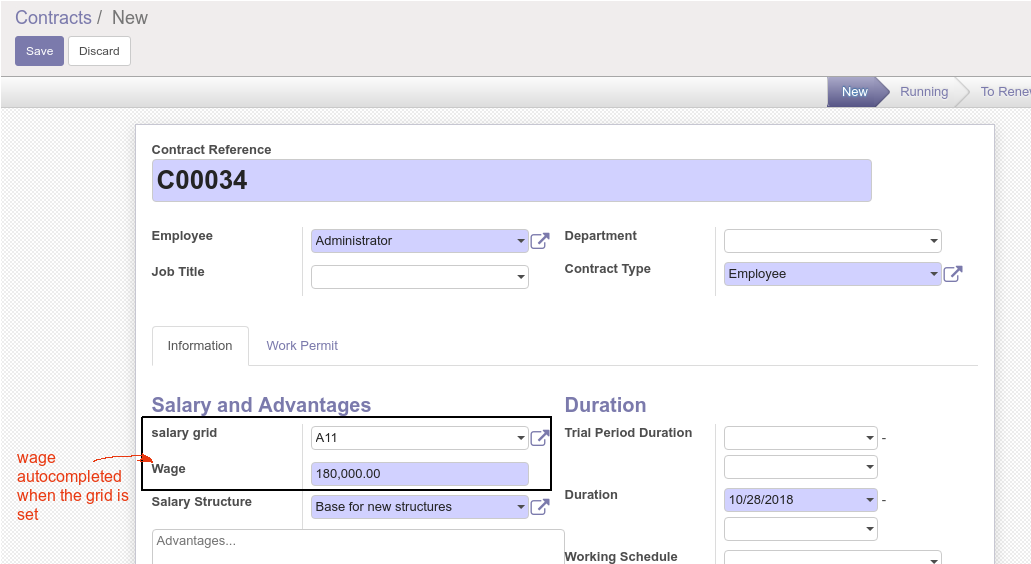 Contracts / New
Save Discard
New Running To Renew
Contract Reference
C00034
Employee Administrator Department
Job Title Contract Type Employee
Information Work Permit
Salary and Advantages Duration
salary grid A11 Trial Period Duration -
Wage 180,000.00
wage
autocompleted
when the grid is
set
Salary Structure Base for new structures Duration 10/28/2018 -
Advantages...
Working Schedule